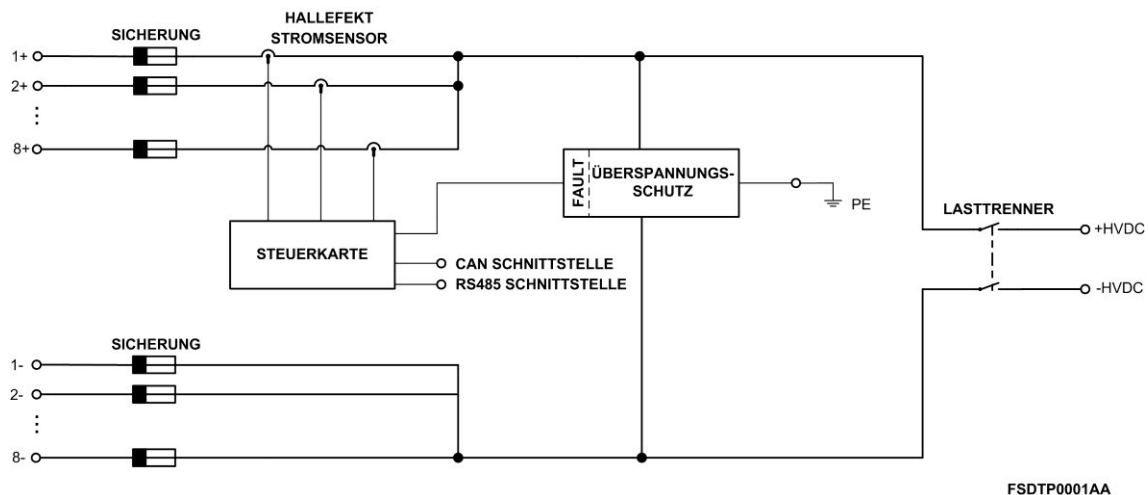 HALLEFEKT
STROMSENSOR
SICHERUNG
1+
2+
8+
FAULT
ÜBERSPANNUNGS-
SCHUTZ
PE
LASTTRENNER
+HVDC
-HVDC
STEUERKARTE
CAN SCHNITTSTELLE
RS485 SCHNITTSTELLE
SICHERUNG
1-
2-
8-
FSDTP0001AA